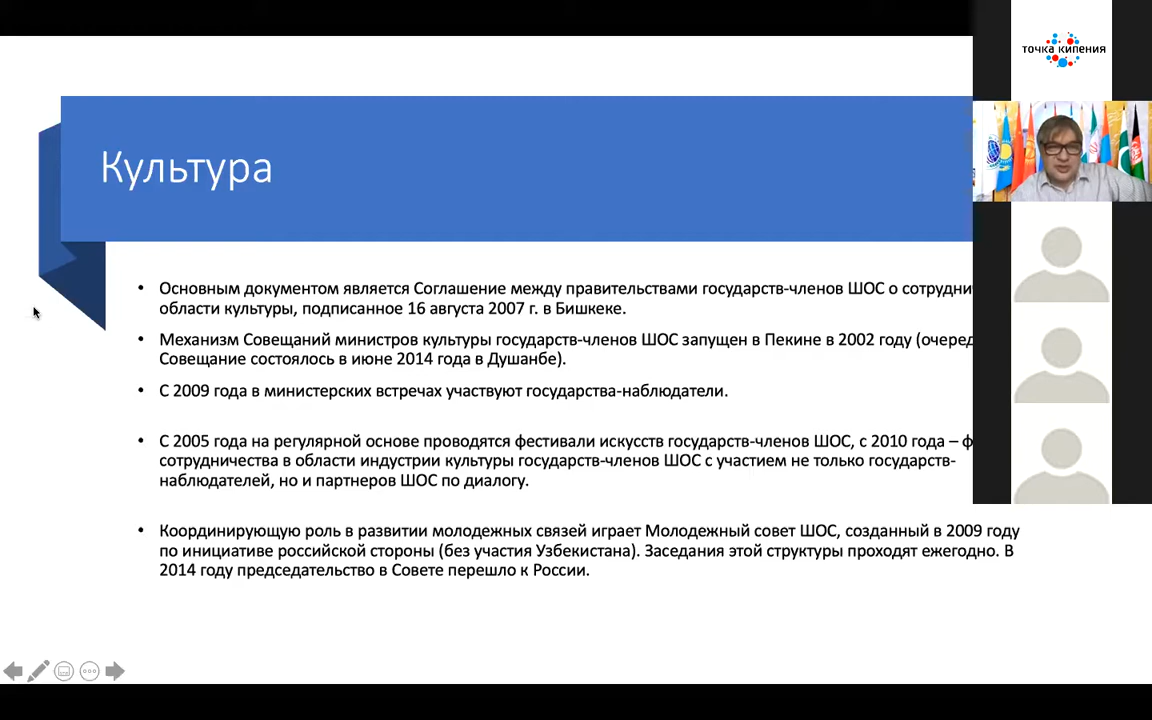 точка кипения
Культура
• Основным документом является Соглашение между правительствами государств-членов ШОС о
области культуры, подписанное 16 августа 2007 г. в Бишкеке.
• Механизм Совещаний министров культуры государств-членов ШОС запущен в Пекине в 2002 году
Совещание состоялось в июне 2014 года в Душанбе).
• С 2009 года в министерских встречах участвуют государства-наблюдатели.
• С 2005 года на регулярной основе проводятся фестивали искусств государств-членов ШОС, с 2010 года –
сотрудничества в области индустрии культуры государств-членов ШОС с участием не только государств-
наблюдателей, но и партнеров ШОС по диалогу.
• Координирующую роль в развитии молодежных связей играет Молодежный совет ШОС, созданный в 2009 году
по инициативе российской стороны (без участия Узбекистана). Заседания этой структуры проходят ежегодно. В
2014 году председательство в Совете перешло к России.